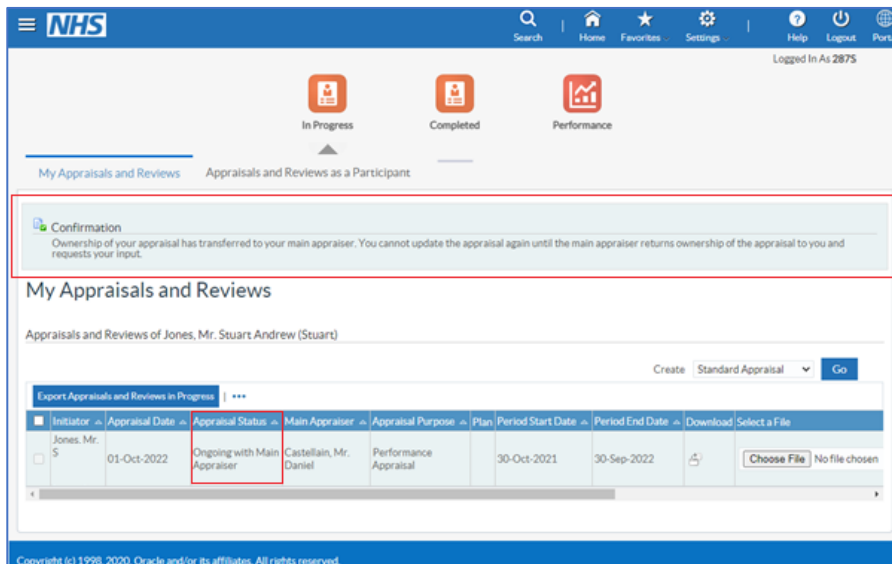 NHS
Search
Home
Favorites
Settings
Help
Logout
Port
Logged In As 287S
In Progress
Completed
Performance
My Appraisals and Reviews
Appraisals and Reviews as a Participant
Confirmation
Ownership of your appraisal has transferred to your main appraiser. You cannot update the appraisal again until the main appraiser returns ownership of the appraisal to you and
requests your input.
My Appraisals and Reviews
Appraisals and Reviews of Jones, Mr. Stuart Andrew (Stuart)
Create Standard Appraisal Go
Export Appraisals and Reviews in Progress | •••
Initiator Appraisal Date Appraisal Status Main Appraiser Appraisal Purpose Plan Period Start Date Period End Date Download Select a File
Jones. Mr.
S 01-Oct-2022 Ongoing with Main Castellain, Mr. Performance 30-Oct-2021 30-Sep-2022 Choose File No file chosen
Appraiser Daniel Appraisal
Copyright (c) 1998, 2020, Oracle and/or its affiliates. All rights reserved.